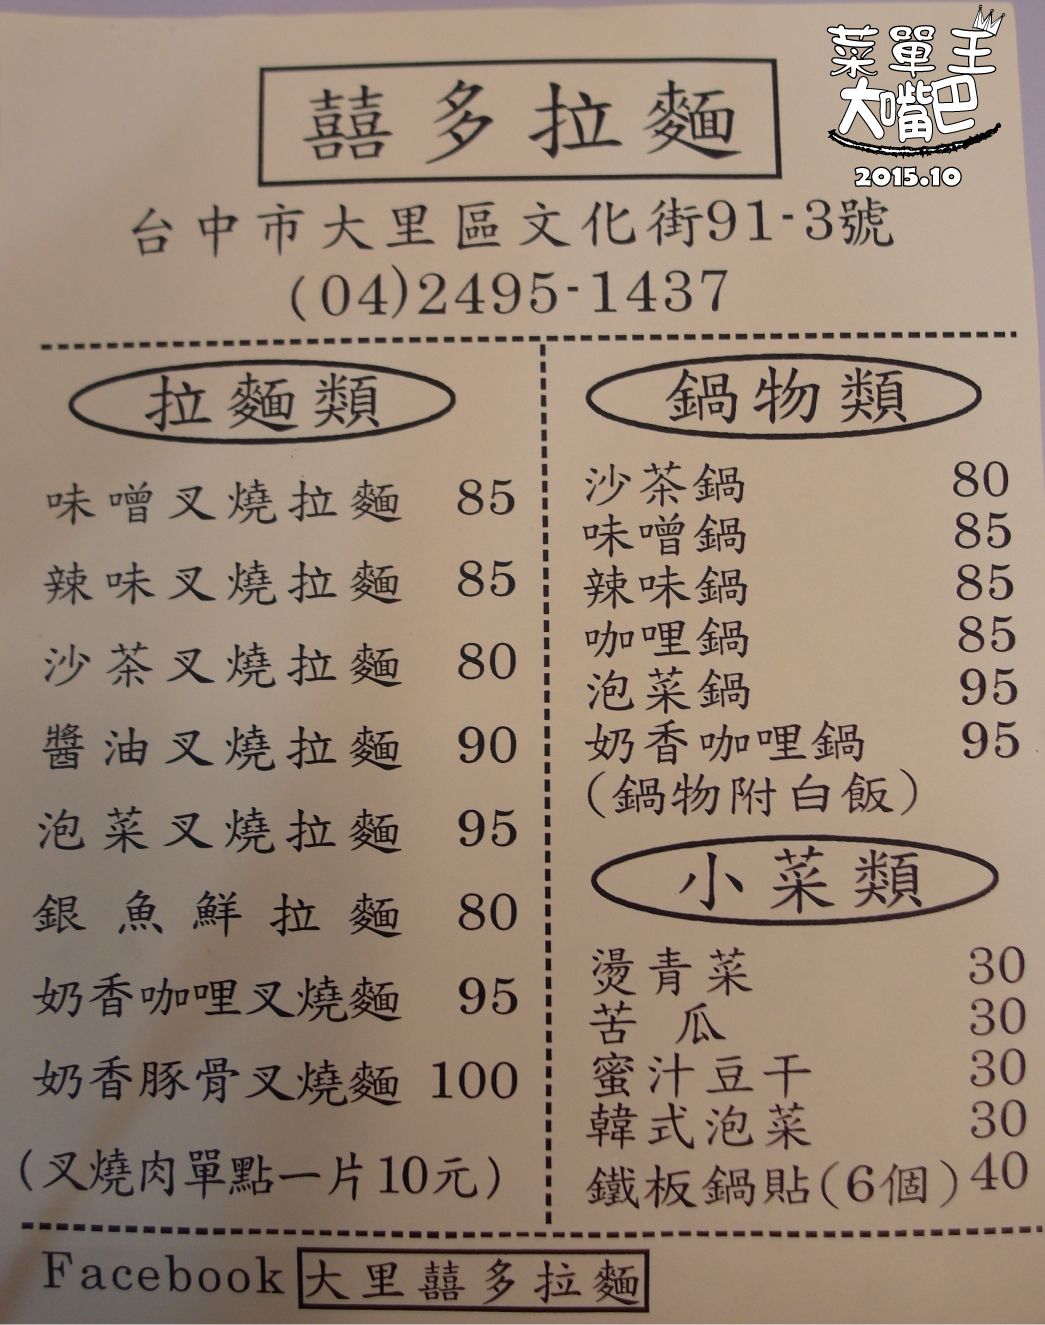 菜單王
大嘴巴
2015.10
囍多拉麵
台中市大里區文化街91-3號
(04)2495-1437
拉麵類
味噌叉燒拉麵 85
辣味叉燒拉麵 85
沙茶叉燒拉麵 80
醬油叉燒拉麵 90
泡菜叉燒拉麵 95
銀魚鮮拉麵 80
奶香咖哩叉燒麵 95
奶香豚骨叉燒麵 100
(叉燒肉單點一片10元)
鍋物類
沙茶鍋 80
味噌鍋 85
辣味鍋 85
咖哩鍋 85
泡菜鍋 95
奶香咖哩鍋 95
(鍋物附白飯)
小菜類
燙青菜 30
苦瓜 30
蜜汁豆干 30
韓式泡菜 30
鐵板鍋貼(6個) 40
Facebook 大里囍多拉麵